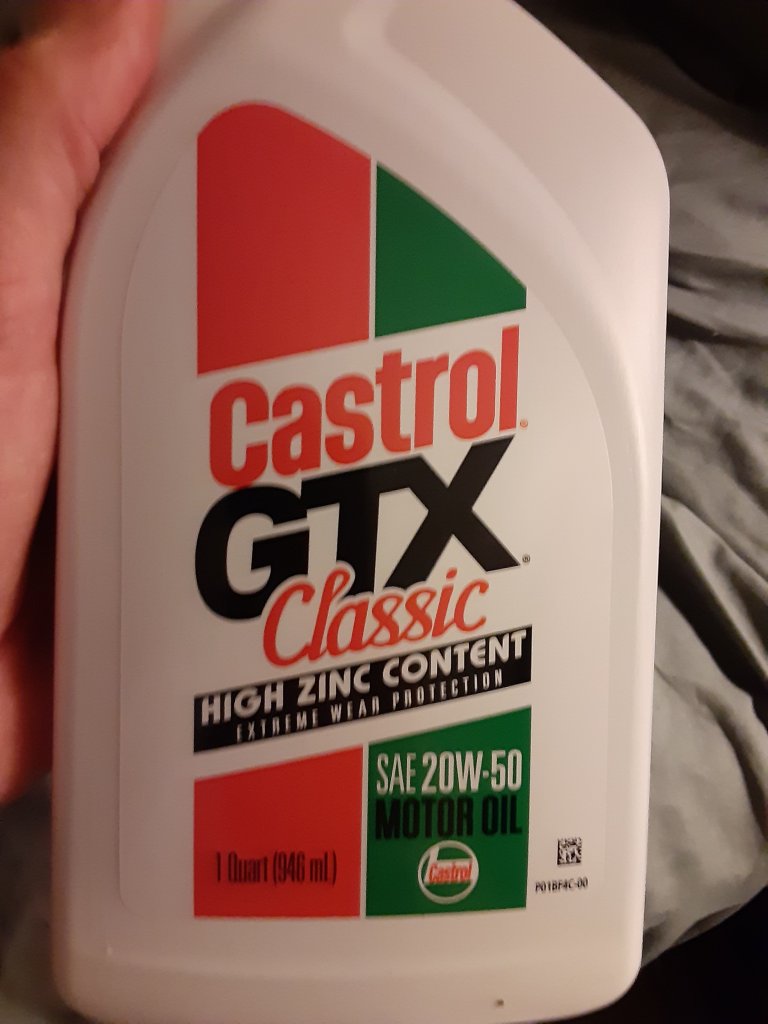 Castrol®
GTX®
Classic
HIGH ZINC CONTENT
EXTREME WEAR PROTECTION
SAE 20W-50
MOTOR OIL
1 Quart (946 mL)
Castrol
P01BF4C-00